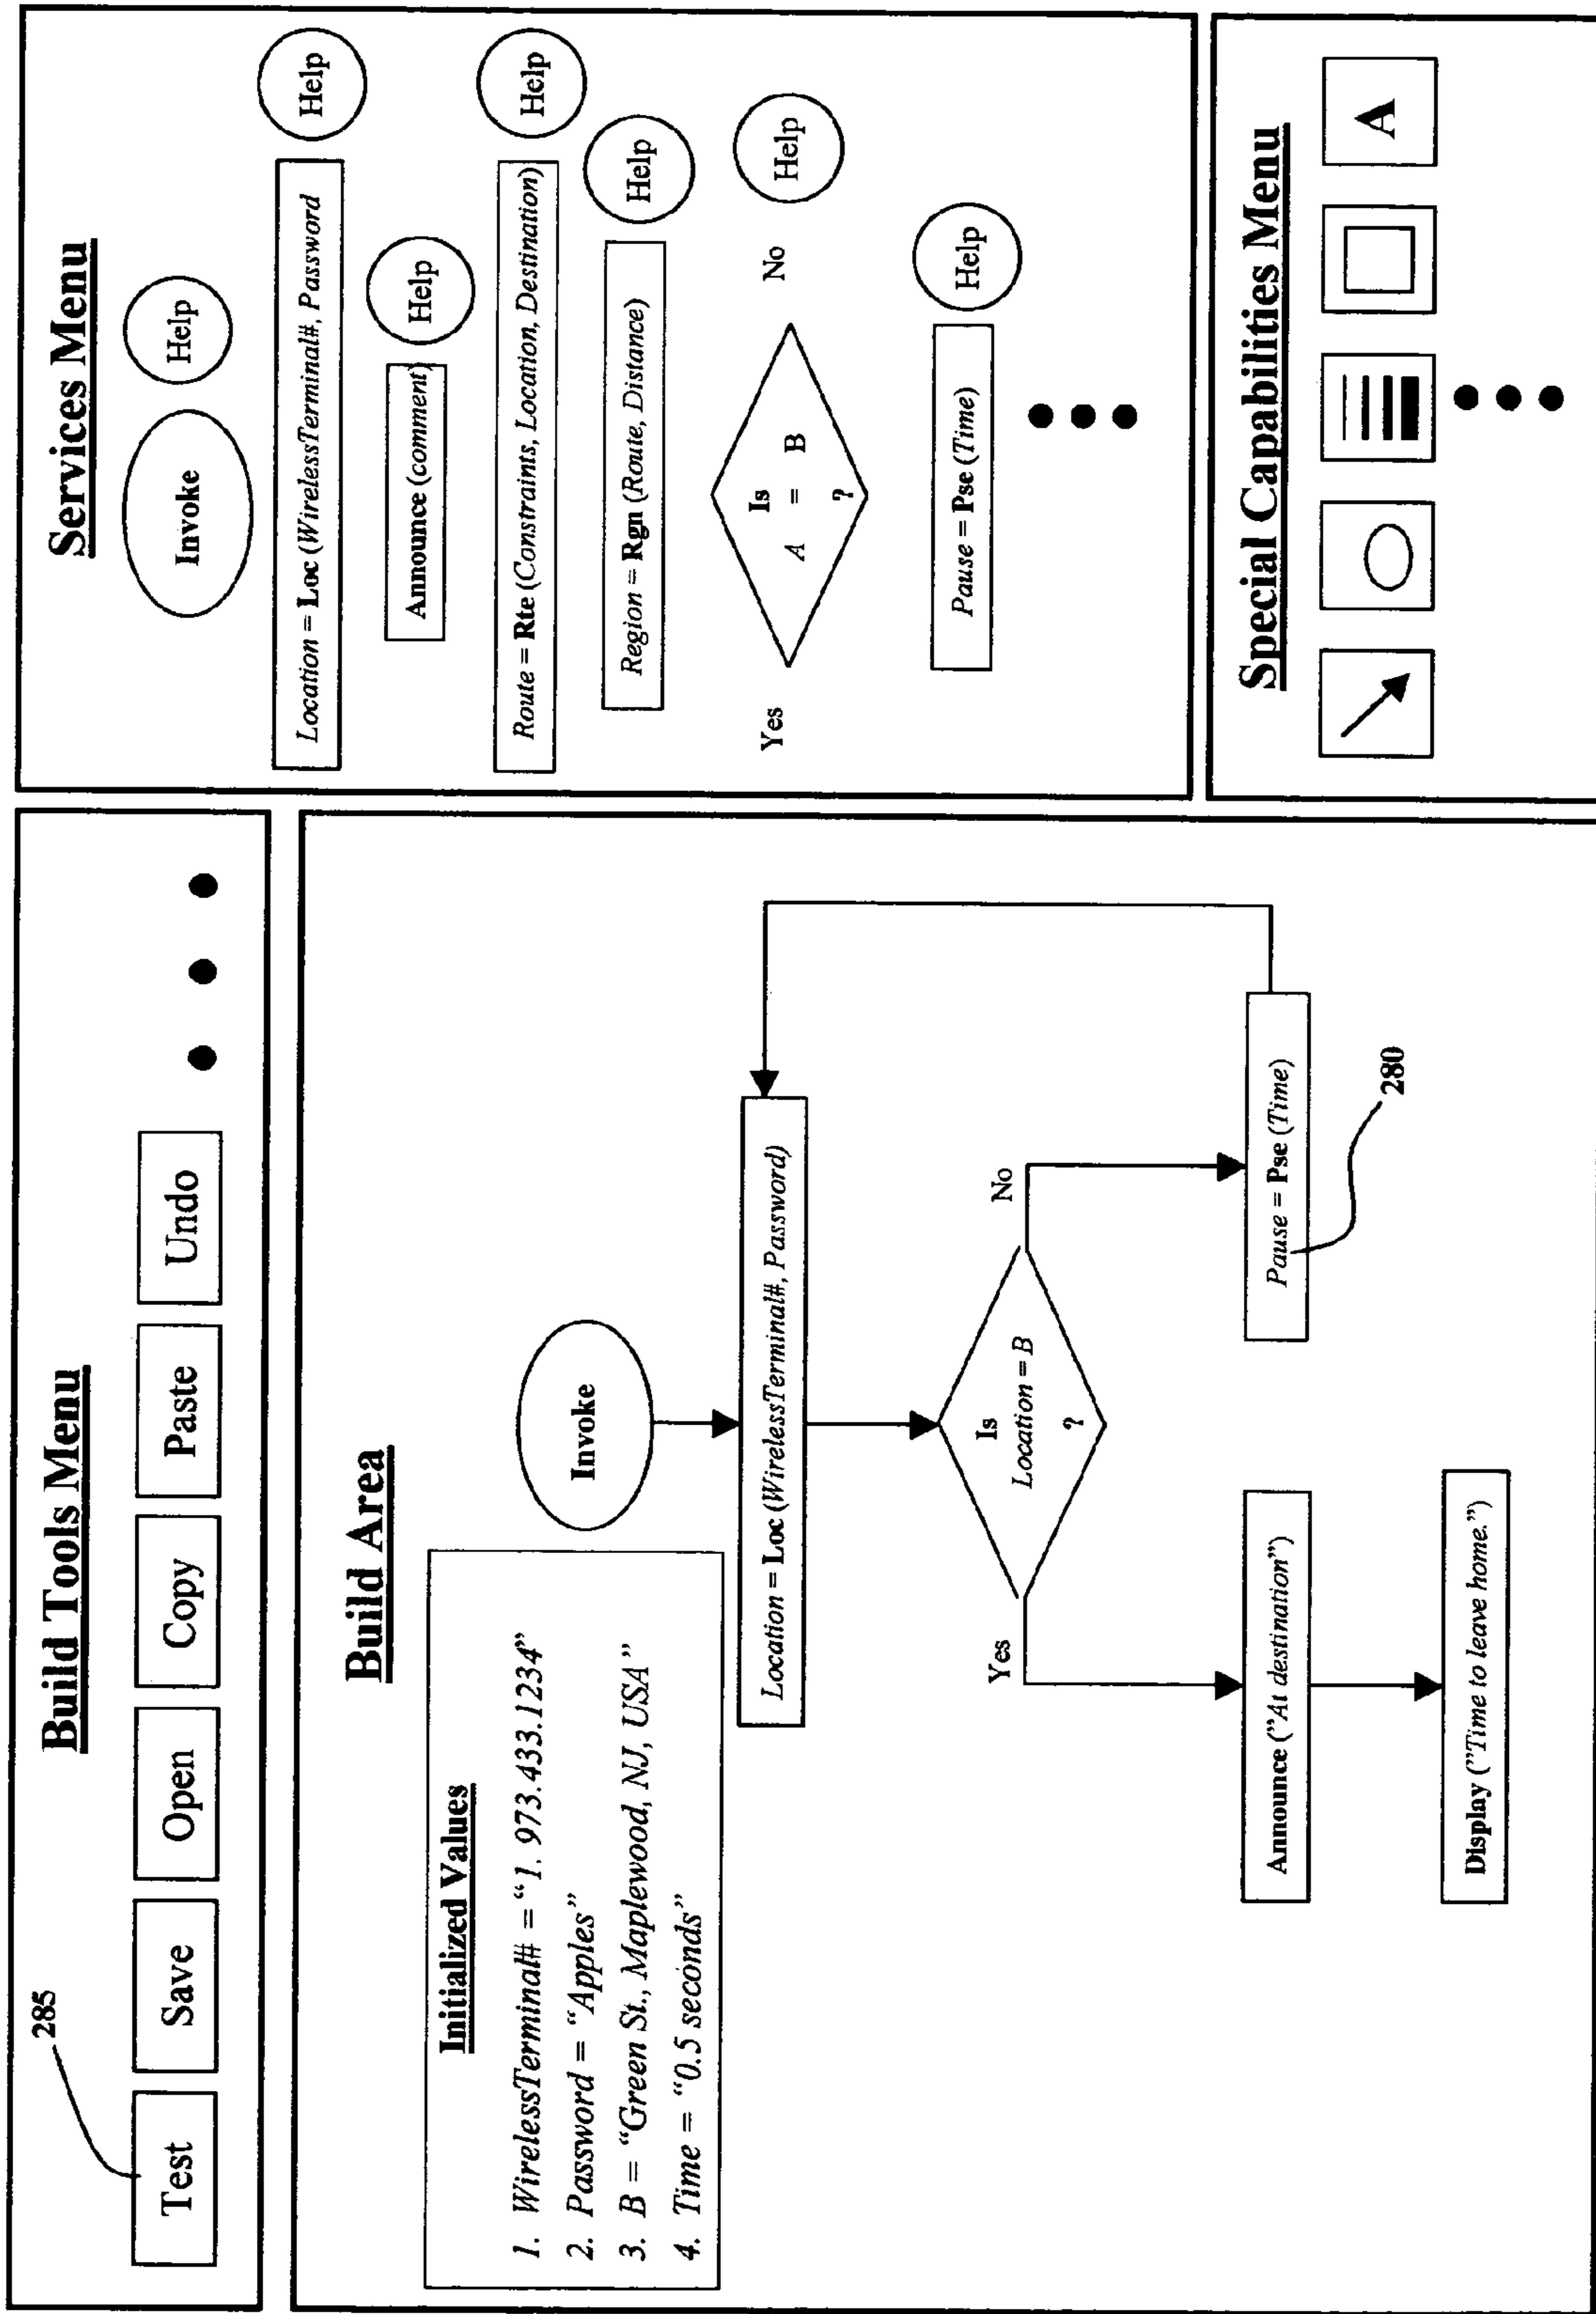 Build Tools Menu
285
Test
Save
Open
Copy
Paste
Undo
Build Area
Initialized Values
1. WirelessTerminal# = “1. 973.433.1234”
2. Password = “Apples”
3. B = “Green St., Maplewood, NJ, USA”
4. Time = “0.5 seconds”
Invoke
Location = Loc (WirelessTerminal#, Password)
Is
Location = B
?
Yes
No
Announce (”At destination”)
Pause = Pse (Time)
280
Display (”Time to leave home.”)
Services Menu
Invoke
Help
Location = Loc (WirelessTerminal#, Password
Help
Announce (comment)
Help
Route = Rte (Constraints, Location, Destination)
Help
Region = Rgn (Route, Distance)
Help
Yes
Is
A = B
?
No
Help
Pause = Pse (Time)
Help
Special Capabilities Menu
A